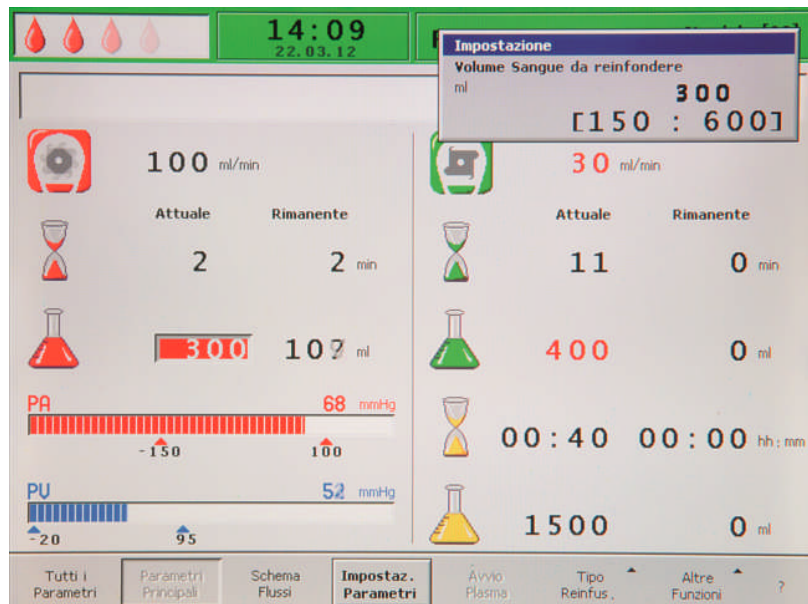 14:09
22.03.12
Impostazione
Volume Sangue da reinfondere
ml
300
[150 : 600]
100 ml/min
30 ml/min
Attuale Rimanente
Attuale Rimanente
2 2 min
11 0 min
300 ml
400 0 ml
PA 68 mmHg
-150 100
00:40 00:00 hh:mm
PV mmHg
-20 95
1500 0 ml
Tutti i Parametri
Parametri Principali
Schema Flussi
Impostaz. Parametri
Avvio Plasma
Tipo Reinfus.
Altre Funzioni
?